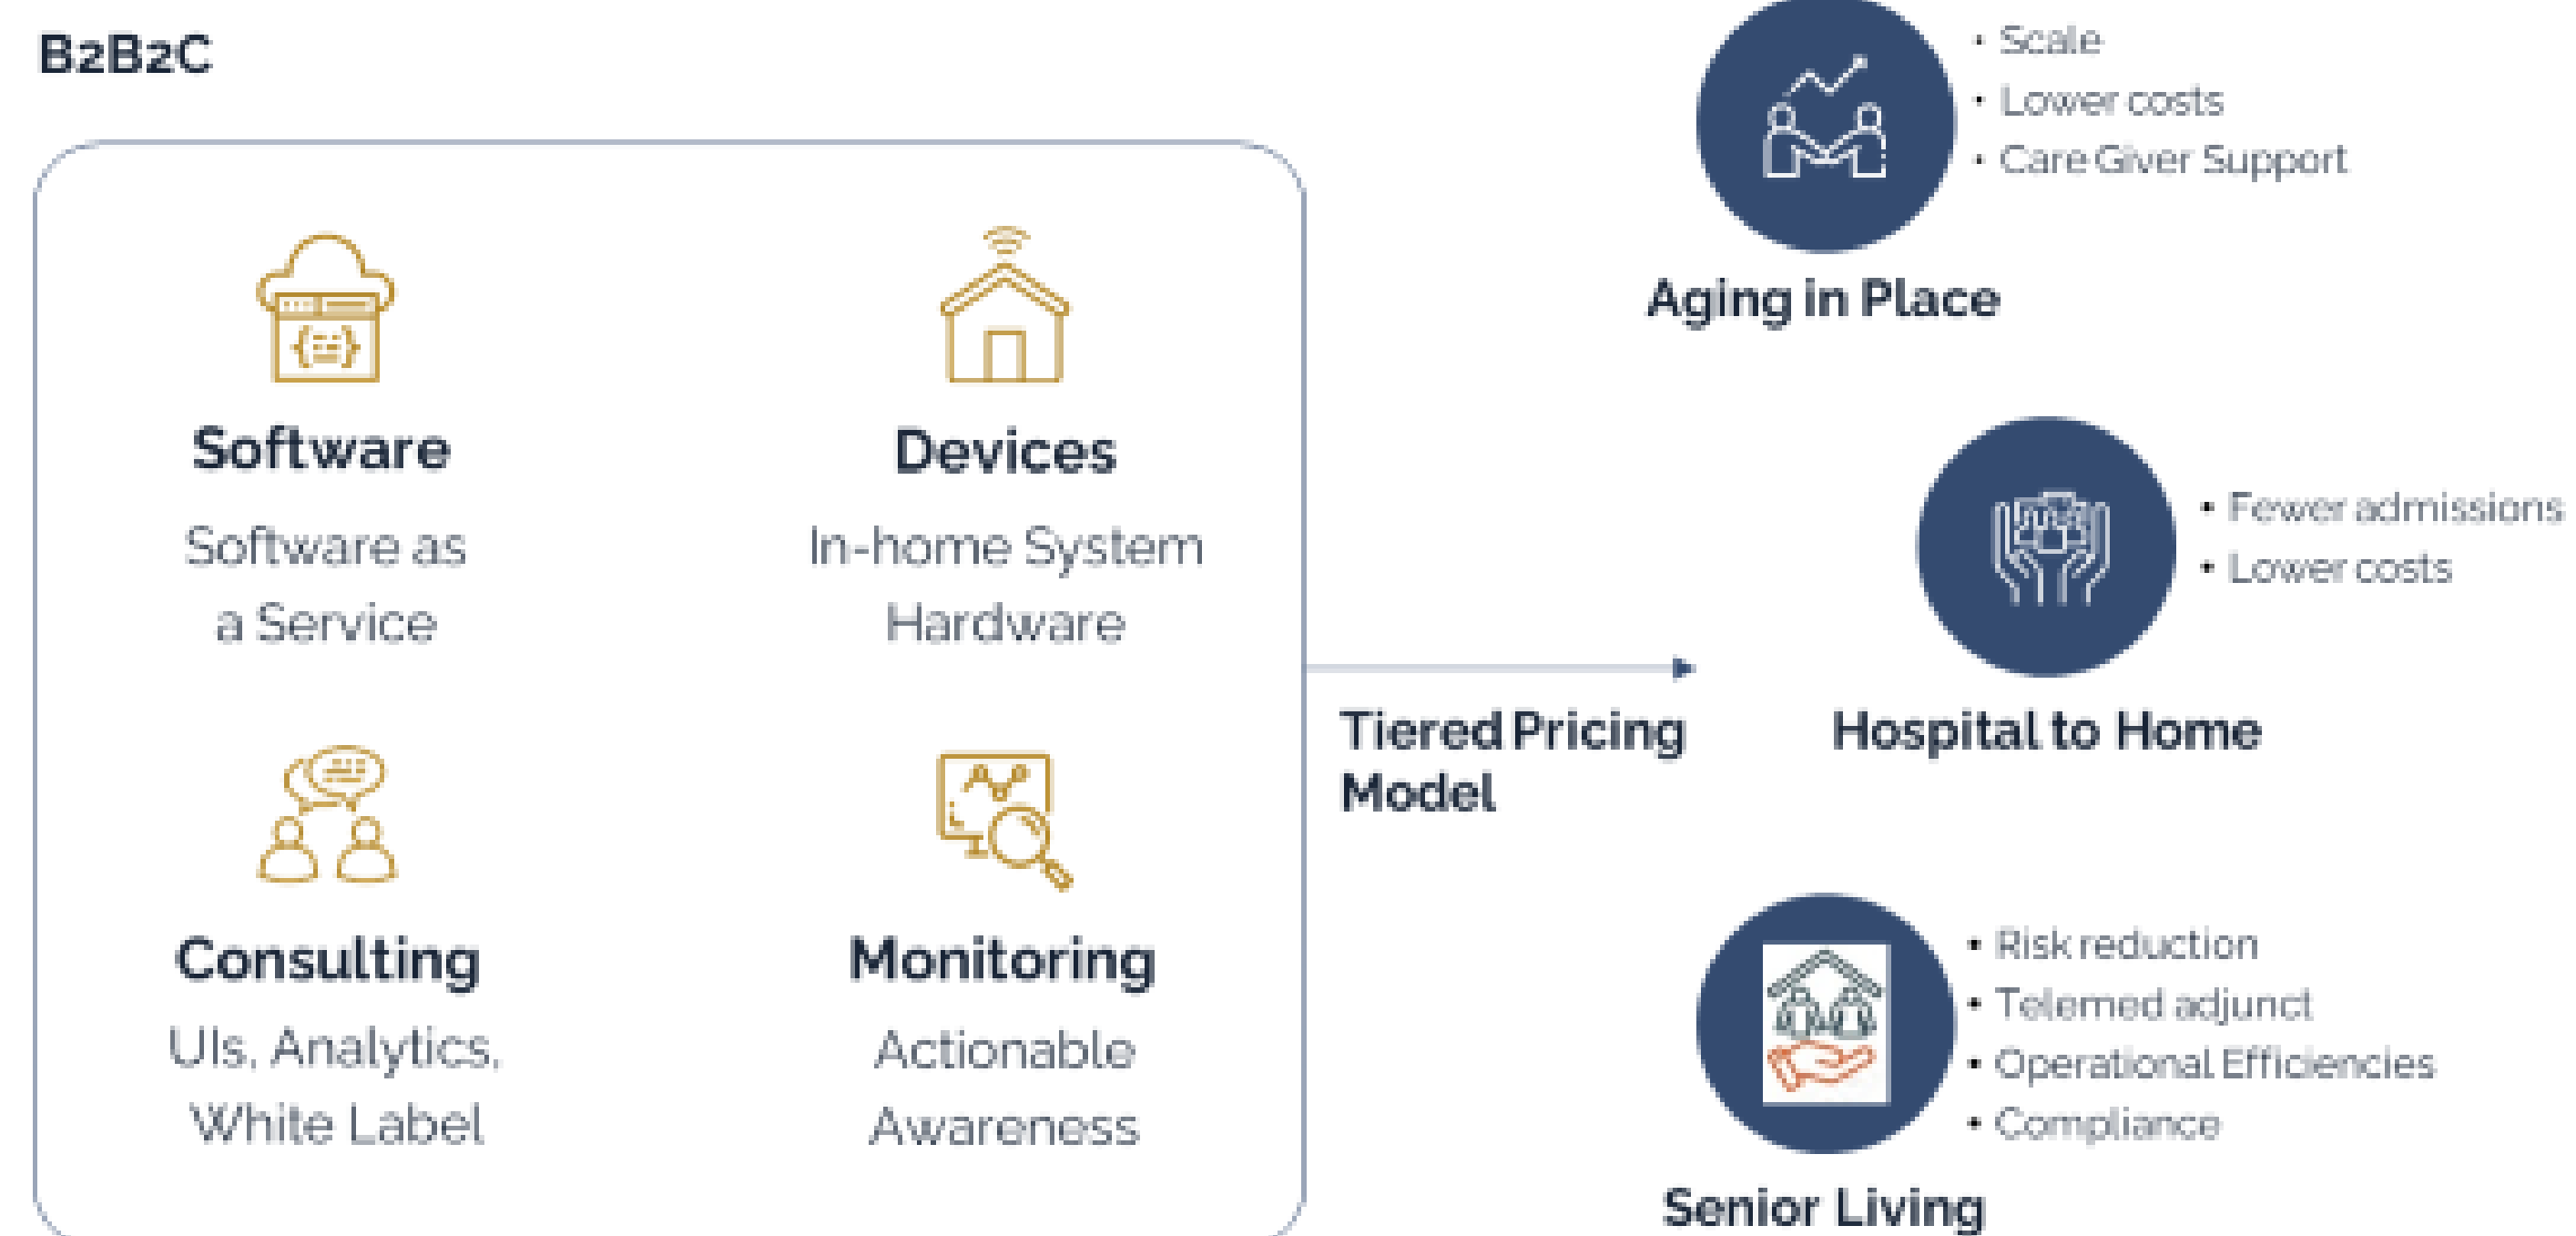 B2B2C
Software
Software as
a Service
Devices
In-home System
Hardware
Consulting
UIs, Analytics,
White Label
Monitoring
Actionable
Awareness
Tiered Pricing
Model
• Scale
• Lower costs
• Care Giver Support
Aging in Place
• Fewer admissions
• Lower costs
Hospital to Home
• Risk reduction
• Telemed adjunct
• Operational Efficiencies
• Compliance
Senior Living